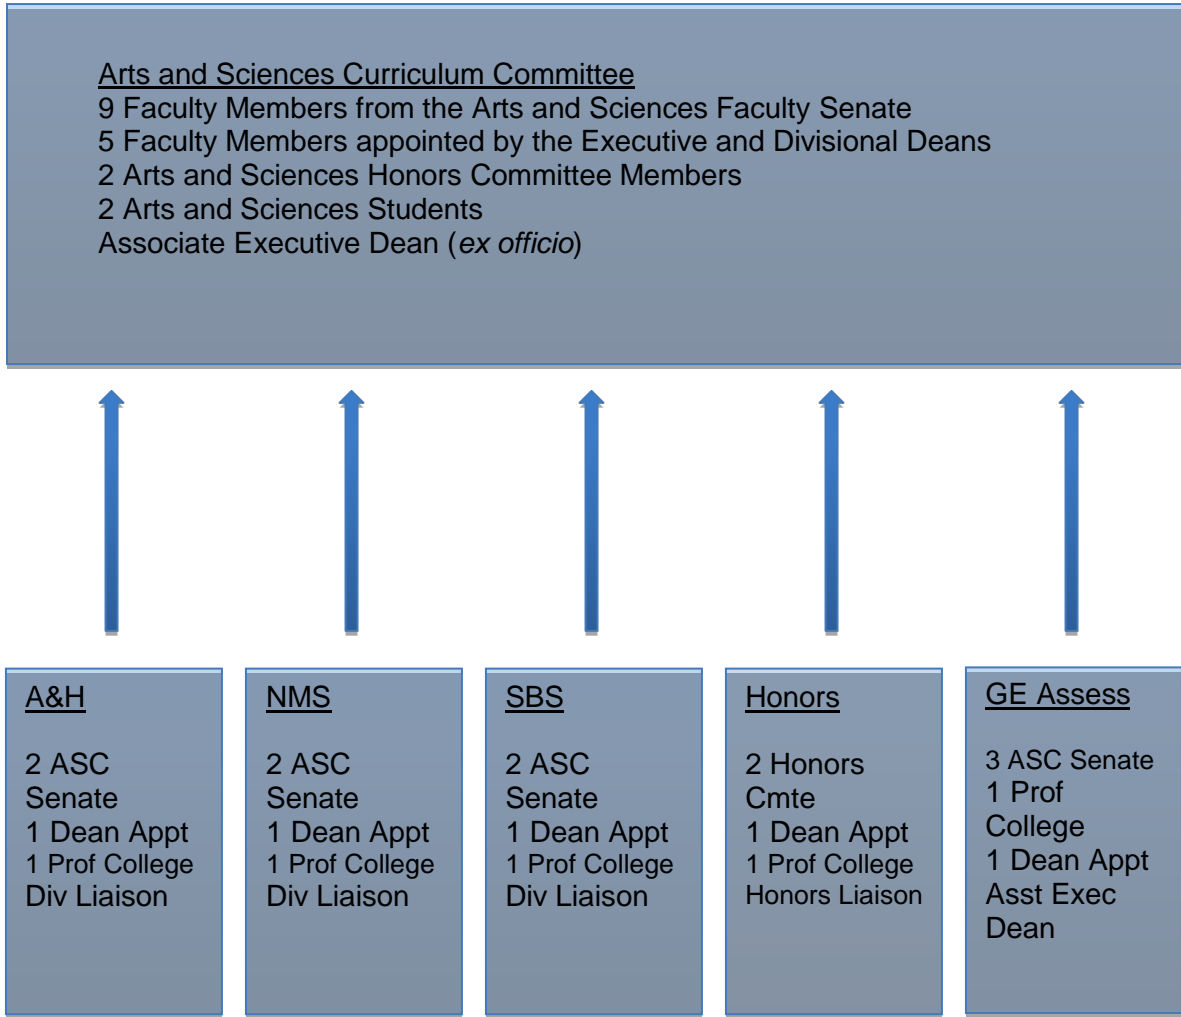 Arts and Sciences Curriculum Committee
9 Faculty Members from the Arts and Sciences Faculty Senate
5 Faculty Members appointed by the Executive and Divisional Deans
2 Arts and Sciences Honors Committee Members
2 Arts and Sciences Students
Associate Executive Dean (ex officio)
A&H
2 ASC
Senate
1 Dean Appt
1 Prof College
Div Liaison
NMS
2 ASC
Senate
1 Dean Appt
1 Prof College
Div Liaison
SBS
2 ASC
Senate
1 Dean Appt
1 Prof College
Div Liaison
Honors
2 Honors
Cmte
1 Dean Appt
1 Prof College
Honors Liaison
GE Assess
3 ASC Senate
1 Prof
College
1 Dean Appt
Asst Exec
Dean